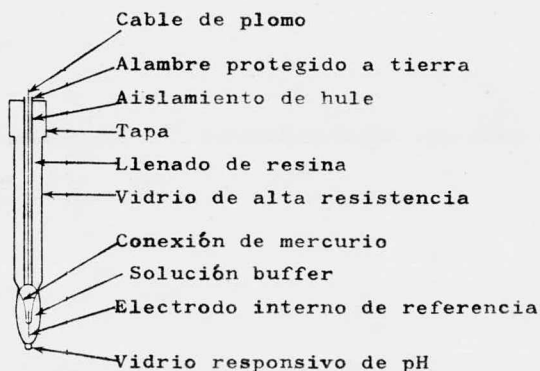 Cable de plomo
Alambre protegido a tierra
Aislamiento de hule
Tapa
Llenado de resina
Vidrio de alta resistencia
Conexión de mercurio
Solución buffer
Electrodo interno de referencia
Vidrio responsivo de pH